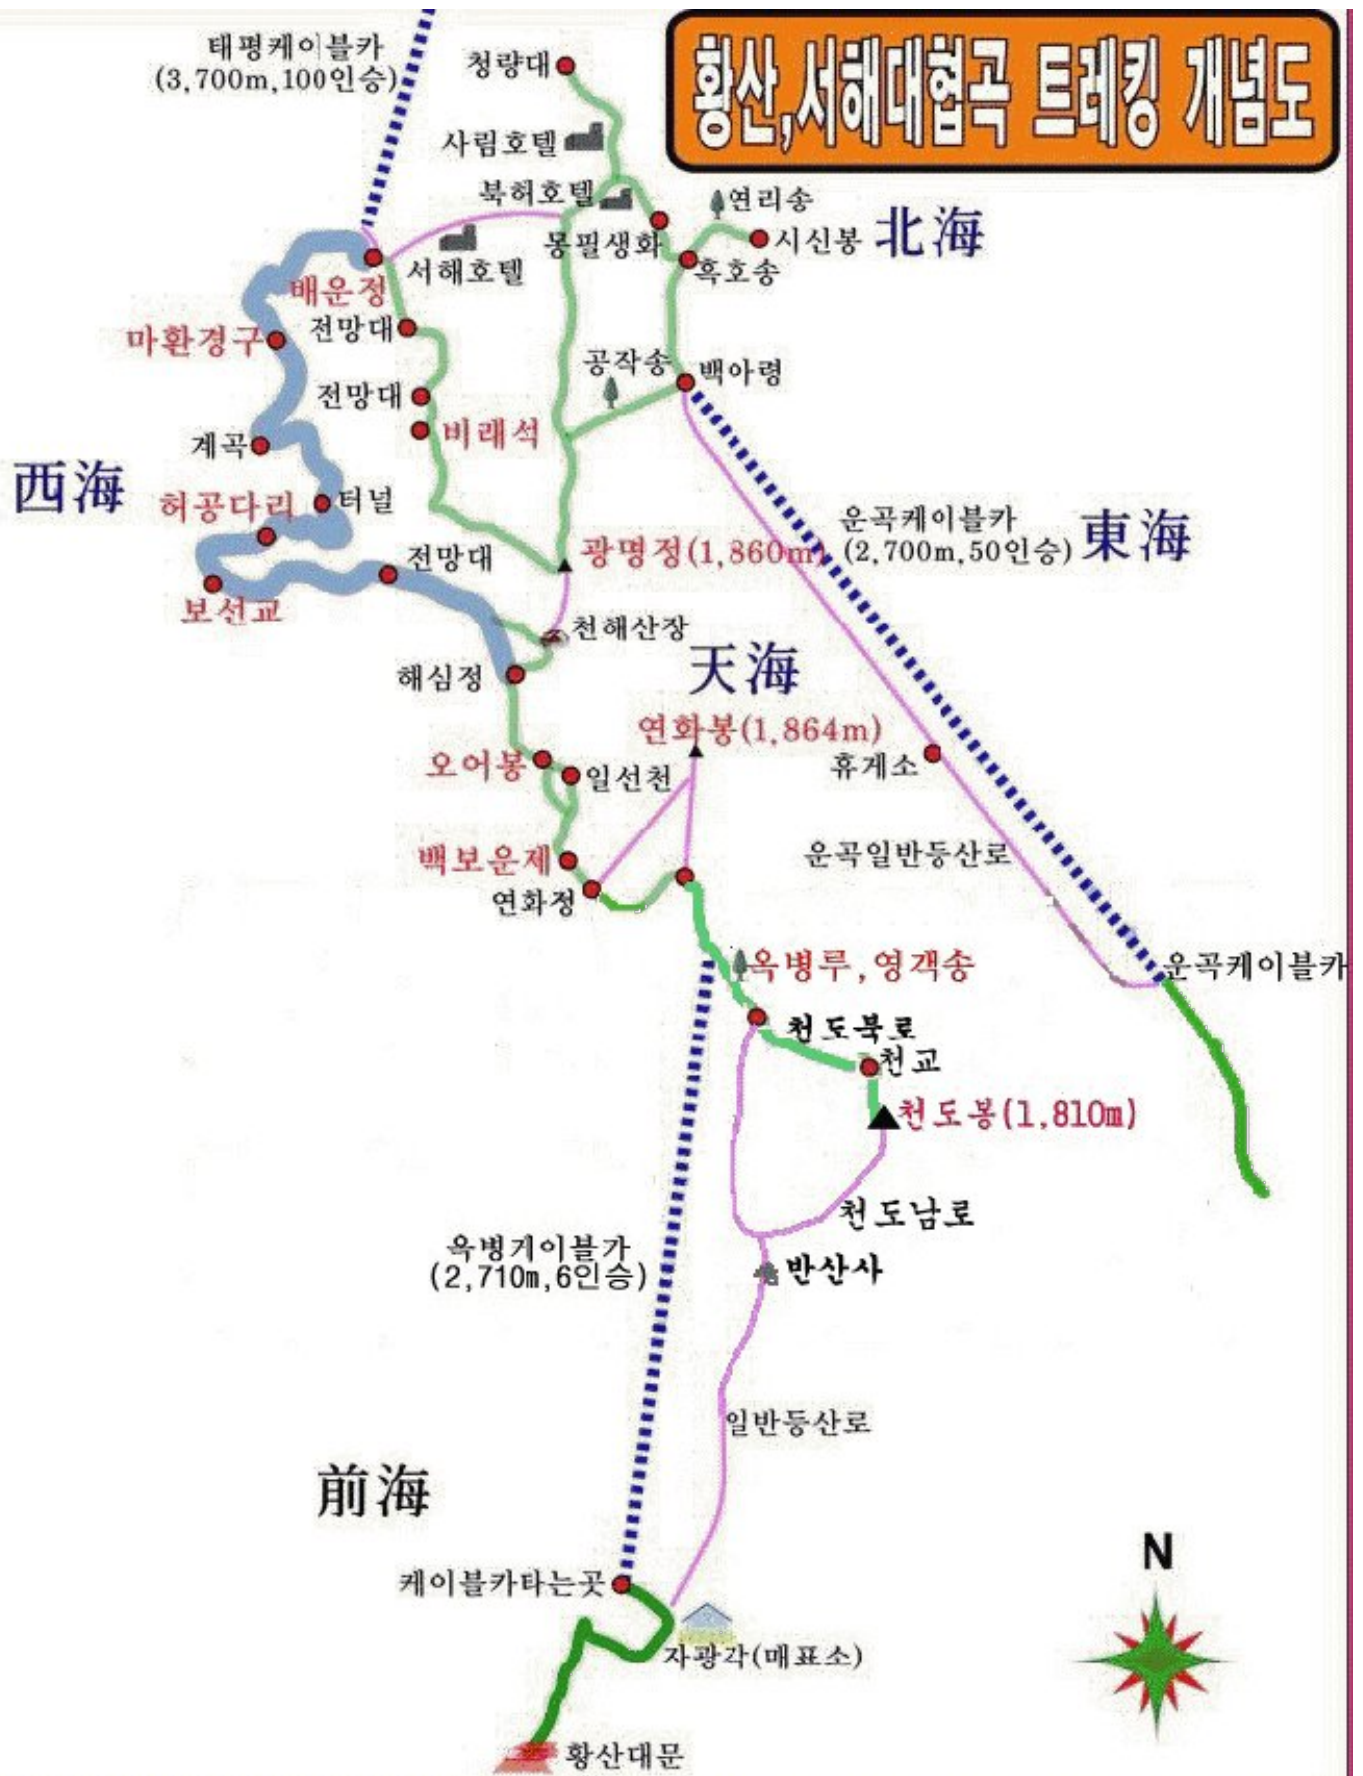 황산,서해대협곡 트레킹 개념도
태평케이블카
(3,700m,100인승)
청량대
사림호텔
북허호텔
연리송
몽필생화
시신봉
北海
흑호송
서해호텔
배운정
전망대
마환경구
공작송
백아령
전망대
비래석
계곡
西海
허공다리
터널
운곡케이블카
(2,700m,50인승)
東海
전망대
광명정(1,860m)
보선교
천해산장
해심정
天海
연화봉(1,864m)
오어봉
일선천
휴게소
백보운제
운곡일반등산로
연화정
옥병루,영객송
운곡케이블카
천도북로
천교
천도봉(1,810m)
천도남로
옥병게이블가
(2,710m,6인승)
반산사
일반등산로
前海
N
케이블카타는곳
자광각(매표소)
황산대문